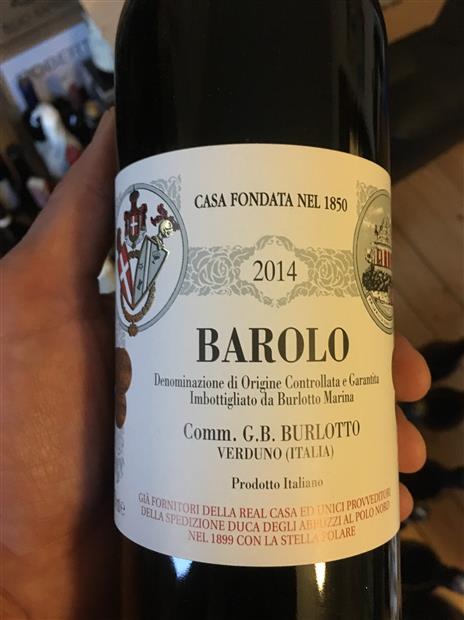 CASA FONDATA NEL 1850
2014
BAROLO
Denominazione di Origine Controllata e Garantita
Imbottigliato da Burlotto Marina
Comm. G.B. BURLOTTO
VERDUNO (ITALIA)
Prodotto Italiano
GIÀ FORNITORI DELLA REAL CASA ED UNICI PROVVEDITORI
DELLA SPEDIZIONE DUCA DEGLI ABRUZZI AL POLO NORD
NEL 1899 CON LA STELLA POLARE